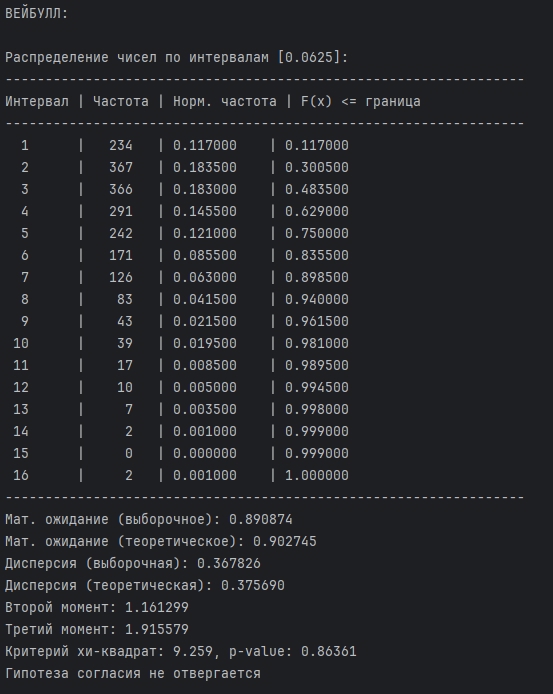 ВЕЙБУЛЛ:
Распределение чисел по интервалам [0.0625]:
-----------------------------------------------------------------
Интервал | Частота | Норм. частота | F(x) <= граница
-----------------------------------------------------------------
1 | 234 | 0.117000 | 0.117000
2 | 367 | 0.183500 | 0.300500
3 | 366 | 0.183000 | 0.483500
4 | 291 | 0.145500 | 0.629000
5 | 242 | 0.121000 | 0.750000
6 | 171 | 0.085500 | 0.835500
7 | 126 | 0.063000 | 0.898500
8 | 83 | 0.041500 | 0.940000
9 | 43 | 0.021500 | 0.961500
10 | 39 | 0.019500 | 0.981000
11 | 17 | 0.008500 | 0.989500
12 | 10 | 0.005000 | 0.994500
13 | 7 | 0.003500 | 0.998000
14 | 2 | 0.001000 | 0.999000
15 | 0 | 0.000000 | 0.999000
16 | 2 | 0.001000 | 1.000000
-----------------------------------------------------------------
Мат. ожидание (выборочное): 0.890874
Мат. ожидание (теоретическое): 0.902745
Дисперсия (выборочная): 0.367826
Дисперсия (теоретическая): 0.375690
Второй момент: 1.161299
Третий момент: 1.915579
Критерий хи-квадрат: 9.259, p-value: 0.86361
Гипотеза согласия не отвергается